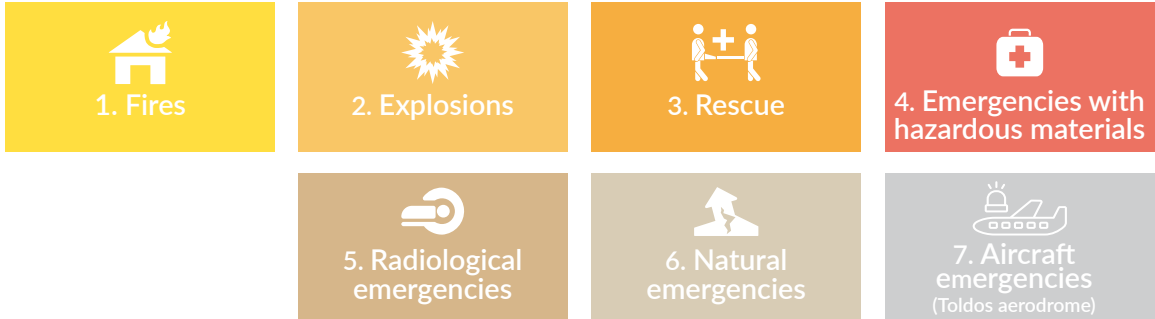 1. Fires
2. Explosions
3. Rescue
4. Emergencies with
hazardous materials
5. Radiological
emergencies
6. Natural
emergencies
7. Aircraft
emergencies
(Toldos aerodrome)